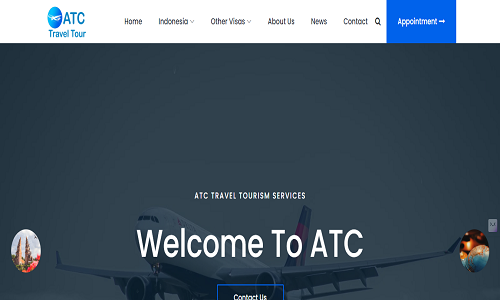 ATC
Travel Tour
Home
Indonesia
Other Visas
About Us
News
Contact
Appointment
ATC TRAVEL TOURISM SERVICES
Welcome To ATC
Contact Us